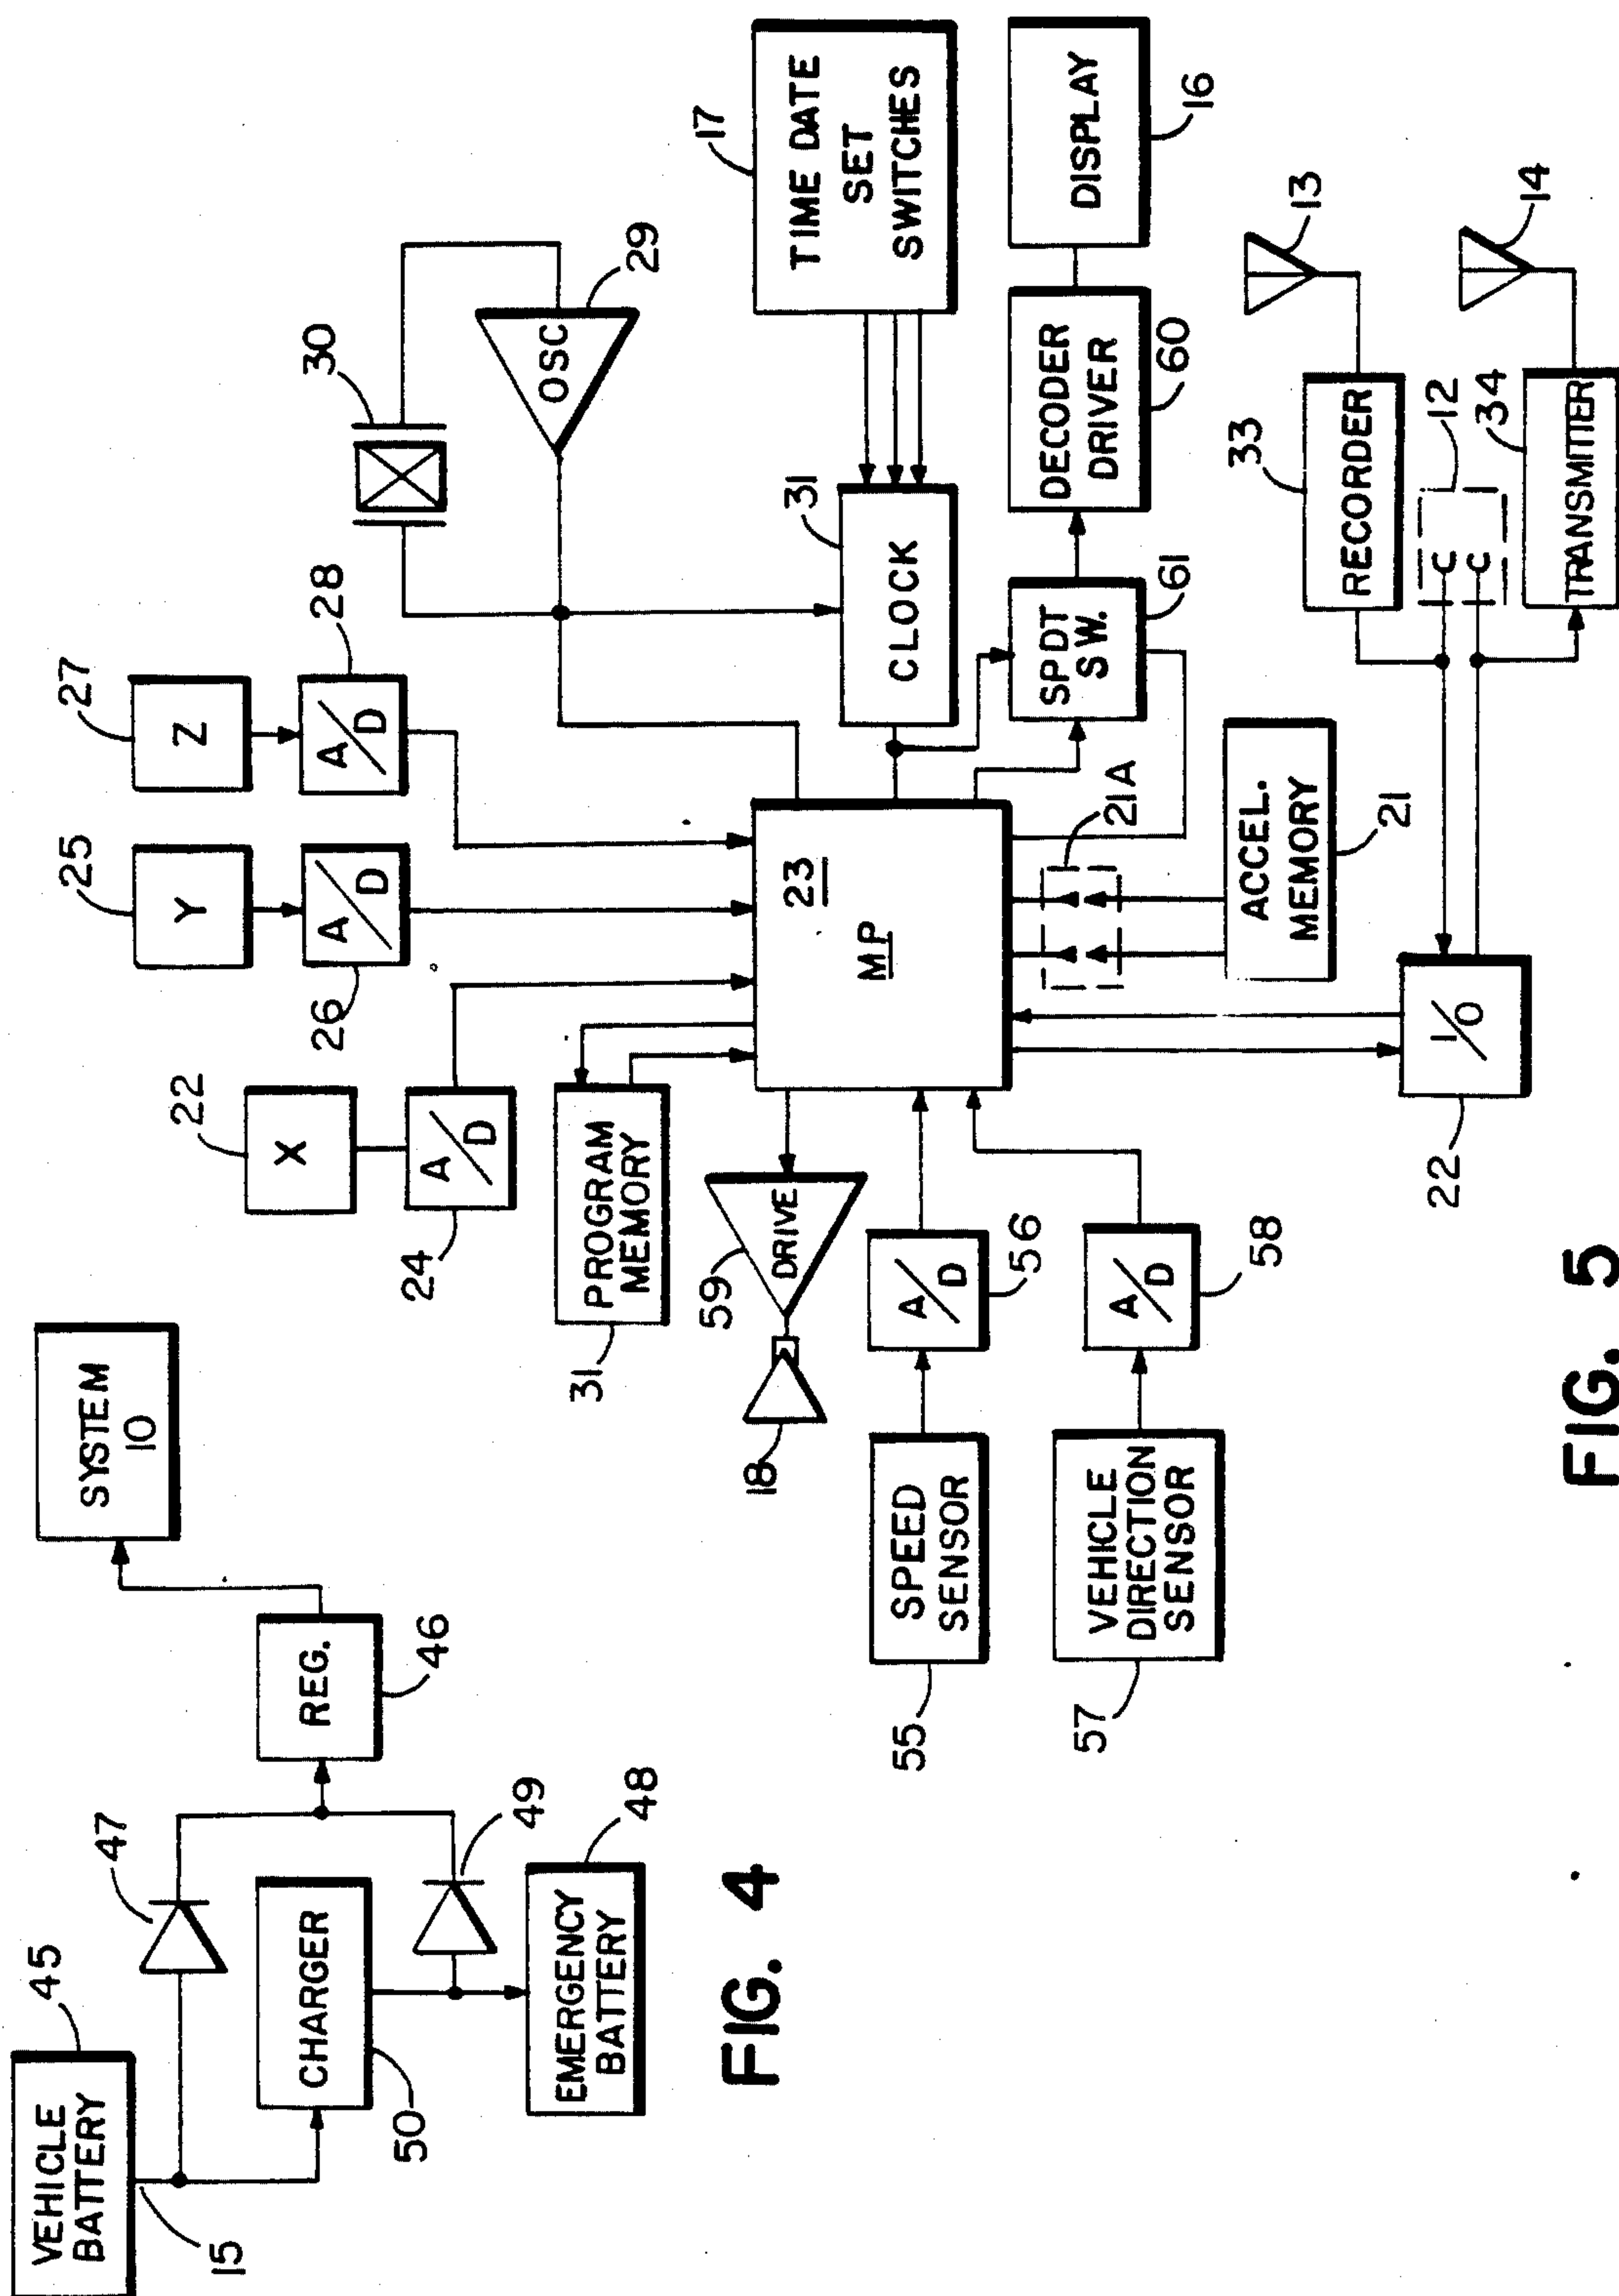 VEHICLE
BATTERY
45
15
47
CHARGER
50
49
EMERGENCY
BATTERY
48
REG.
46
SYSTEM
10
FIG. 4
X
22
A/D
24
Y
25
A/D
26
Z
27
A/D
28
30
OSC
29
PROGRAM
MEMORY
31
DRIVE
59
18
SPEED
SENSOR
55
A/D
56
VEHICLE
DIRECTION
SENSOR
57
A/D
58
23
MP
CLOCK
31
TIME DATE
SET
SWITCHES
17
SPDT
SW.
61
DECODER
DRIVER
60
DISPLAY
16
21A
ACCEL.
MEMORY
21
I/O
22
RECORDER
33
13
C
C
12
TRANSMITTER
34
14
FIG. 5